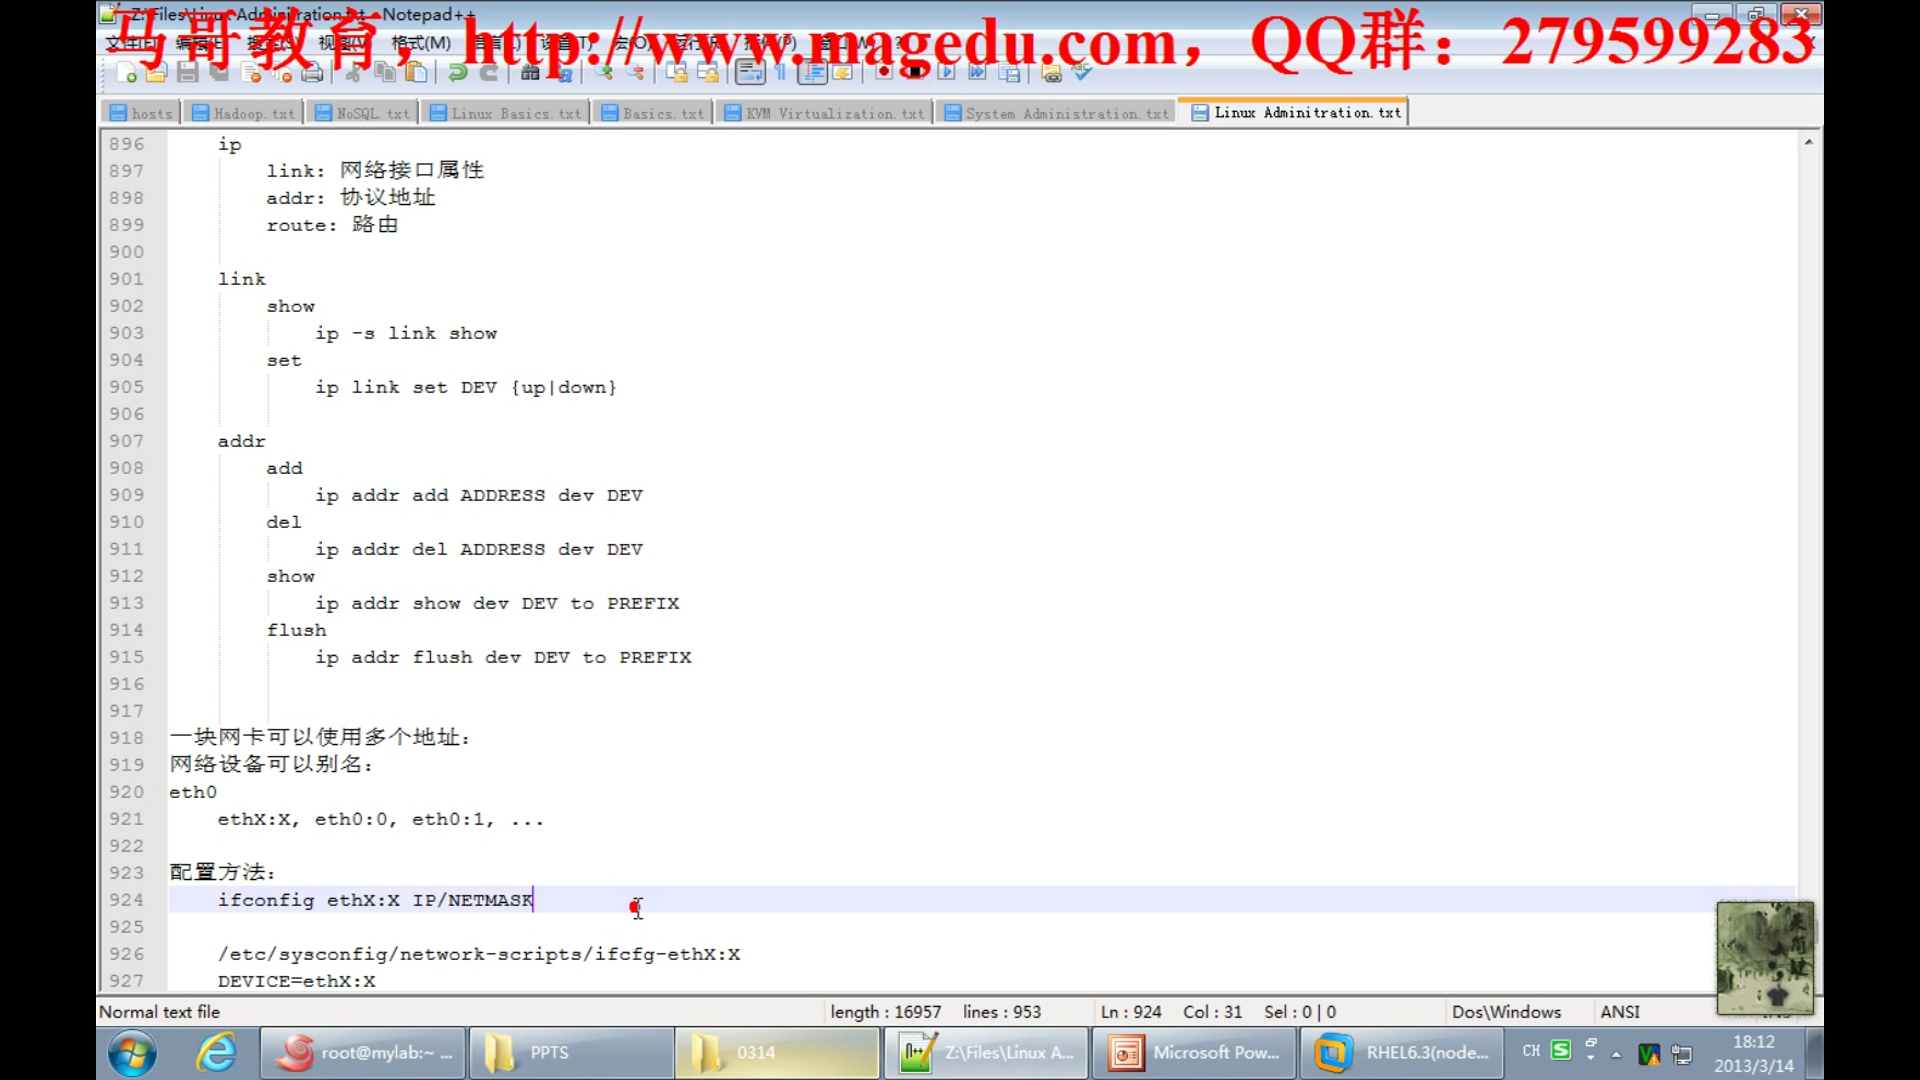 Z:\Files\Linux Adminitration.txt - Notepad++
马哥教育，http://www.magedu.com，QQ群：279599283
hosts
Hadoop.txt
NoSQL.txt
Linux Basics.txt
Basics.txt
KVM Virtualization.txt
System Administration.txt
Linux Adminitration.txt
896 ip
897 link: 网络接口属性
898 addr: 协议地址
899 route: 路由
900
901 link
902 show
903 ip -s link show
904 set
905 ip link set DEV {up|down}
906
907 addr
908 add
909 ip addr add ADDRESS dev DEV
910 del
911 ip addr del ADDRESS dev DEV
912 show
913 ip addr show dev DEV to PREFIX
914 flush
915 ip addr flush dev DEV to PREFIX
916
917
918 一块网卡可以使用多个地址：
919 网络设备可以别名：
920 eth0
921 ethX:X, eth0:0, eth0:1, ...
922
923 配置方法：
924 ifconfig ethX:X IP/NETMASK
925
926 /etc/sysconfig/network-scripts/ifcfg-ethX:X
927 DEVICE=ethX:X
Normal text file length : 16957 lines : 953 Ln : 924 Col : 31 Sel : 0 | 0 Dos\Windows ANSI
root@mylab:~ ...
PPTS
0314
Z:\Files\Linux A...
Microsoft Pow...
RHEL6.3(node...
CH
18:12
2013/3/14